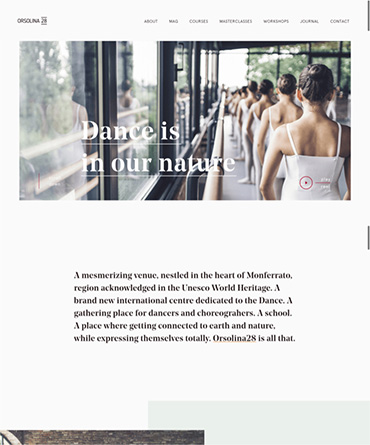 ORSOLINA 28
ABOUT MAG COURSES MASTERCLASSES WORKSHOPS JOURNAL CONTACT
Dance is
in our nature
A mesmerizing venue, nestled in the heart of Monferrato,
region acknowledged in the Unesco World Heritage. A
brand new international centre dedicated to the Dance. A
gathering place for dancers and choreograhers. A school.
A place where getting connected to earth and nature,
while expressing themselves totally. Orsolina28 is all that.